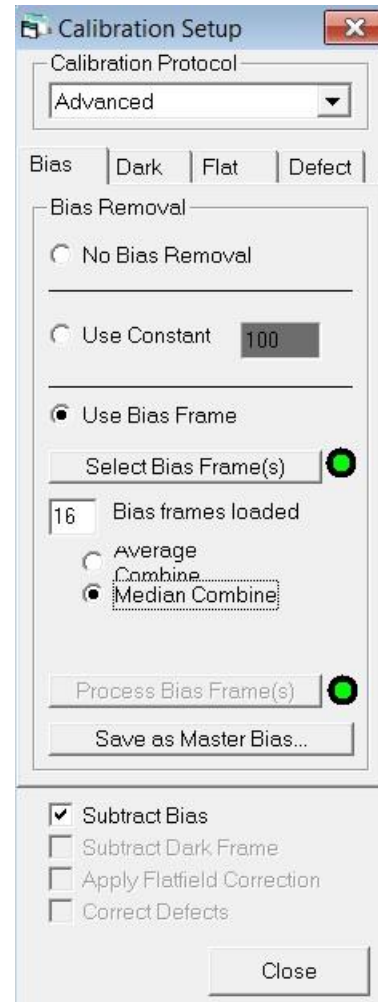 Calibration Setup
Calibration Protocol
Advanced
Bias Dark Flat Defect
Bias Removal
No Bias Removal
Use Constant 100
Use Bias Frame
Select Bias Frame(s)
16 Bias frames loaded
Average
Combine
Median Combine
Process Bias Frame(s)
Save as Master Bias...
Subtract Bias
Subtract Dark Frame
Apply Flatfield Correction
Correct Defects
Close